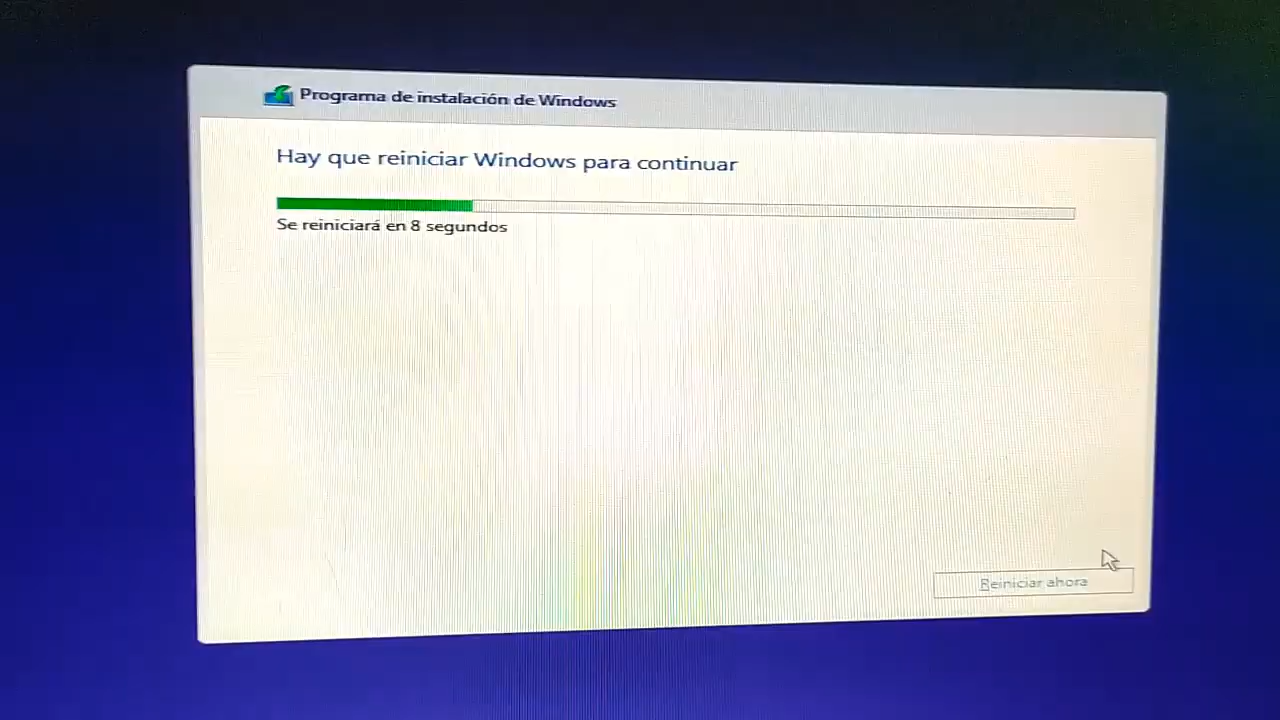 Programa de instalación de Windows
Hay que reiniciar Windows para continuar
Se reiniciará en 8 segundos
Reiniciar ahora